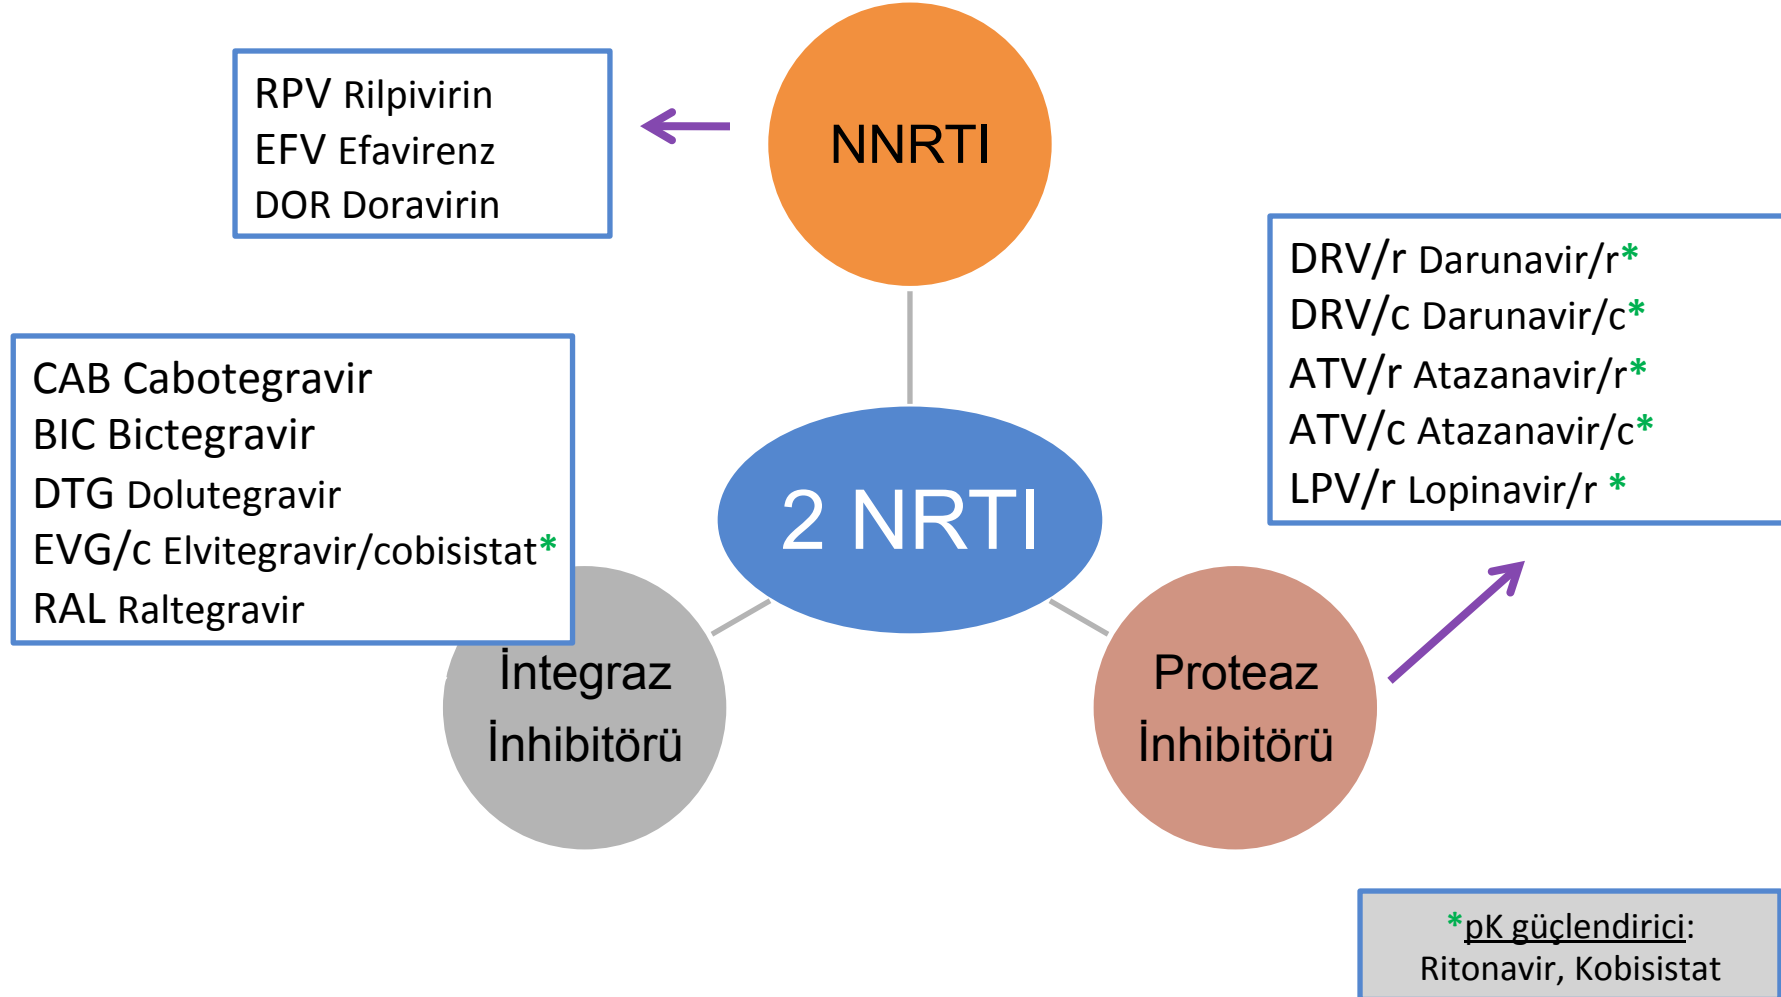 RPV Rilpivirin
EFV Efavirenz
DOR Doravirin
NNRTI
DRV/r Darunavir/r*
DRV/c Darunavir/c*
ATV/r Atazanavir/r*
ATV/c Atazanavir/c*
LPV/r Lopinavir/r *
CAB Cabotegravir
BIC Bictegravir
DTG Dolutegravir
EVG/c Elvitegravir/cobisistat*
RAL Raltegravir
2 NRTI
İntegraz
İnhibitörü
Proteaz
İnhibitörü
*pK güçlendirici:
Ritonavir, Kobisistat